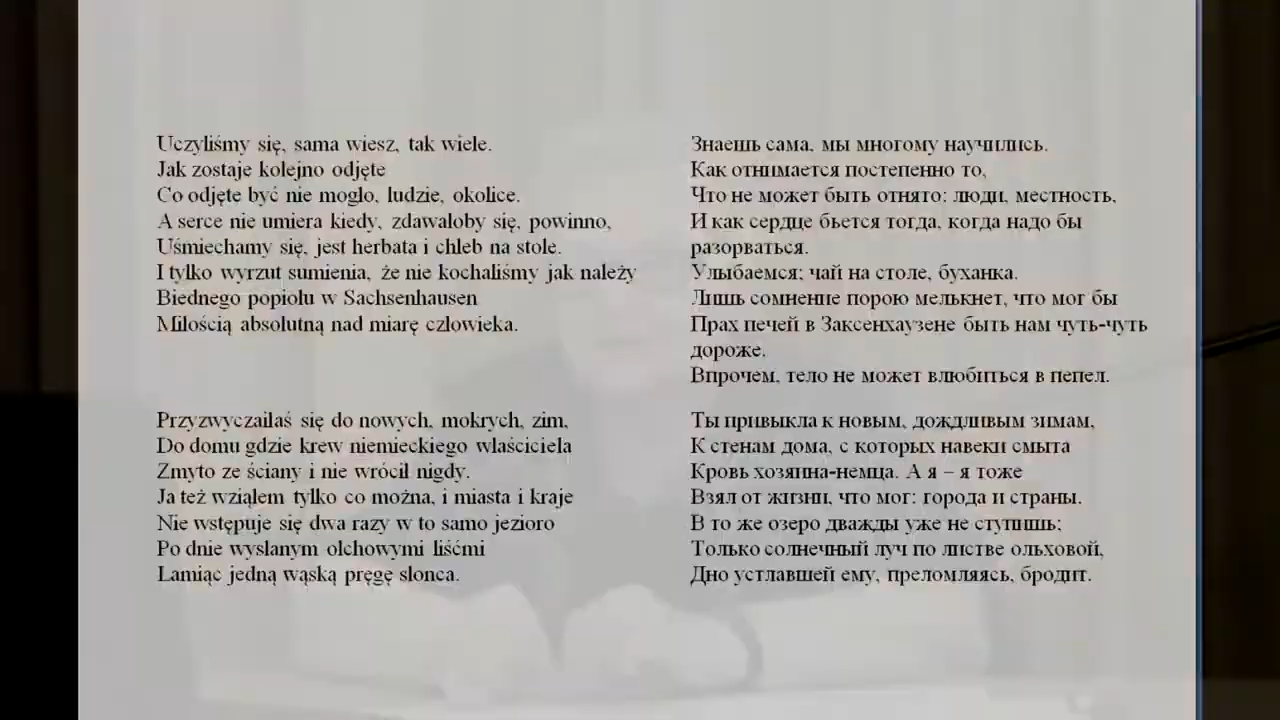 Uczyliśmy się, sama wiesz, tak wiele.
Jak zostaje kolejno odjęte
Co odjęte być nie mogło, ludzie, okolice.
A serce nie umiera kiedy, zdawałoby się, powinno,
Uśmiechamy się, jest herbata i chleb na stole.
I tylko wyrzut sumienia, że nie kochaliśmy jak należy
Biednego popiołu w Sachsenhausen
Miłością absolutną nad miarę człowieka.
Przyzwyczaiłaś się do nowych, mokrych, zim,
Do domu gdzie krew niemieckiego właściciela
Zmyto ze ściany i nie wrócił nigdy.
Ja też wziąłem tylko co można, i miasta i kraje
Nie wstępuje się dwa razy w to samo jezioro
Po dnie wysłanym olchowymi liśćmi
Łamiąc jedną wąską pręgę słońca.
Знаешь сама, мы многому научились.
Как отнимается постепенно то,
Что не может быть отнято: люди, местность,
И как сердце бьется тогда, когда надо бы
разорваться.
Улыбаемся; чай на столе, буханка.
Лишь сомнение порою мелькнет, что мог бы
Прах печей в Заксенхаузене быть нам чуть-чуть
дороже.
Впрочем, тело не может влюбиться в пепел.
Ты привыкла к новым, дождливым зимам,
К стенам дома, с которых навеки смыта
Кровь хозяина-немца. А я – я тоже
Взял от жизни, что мог: города и страны.
В то же озеро дважды уже не ступишь;
Только солнечный луч по листве ольховой,
Дно устлавшей ему, преломляясь, бродит.